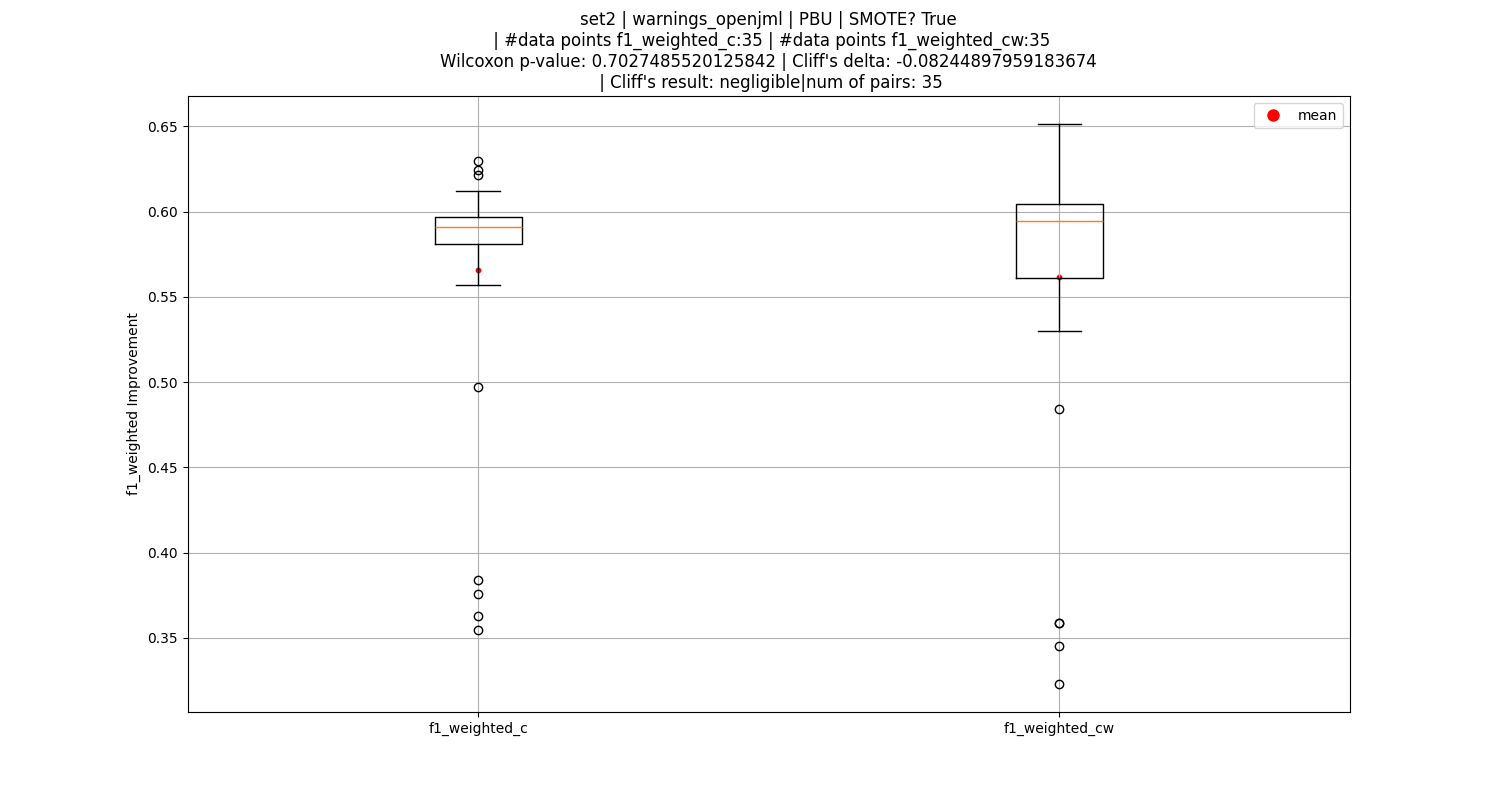 set2 | warnings_openjml | PBU | SMOTE? True
| #data points f1_weighted_c:35 | #data points f1_weighted_cw:35
Wilcoxon p-value: 0.7027485520125842 | Cliff's delta: -0.08244897959183674
| Cliff's result: negligible|num of pairs: 35
mean
f1_weighted Improvement
0.65
0.60
0.55
0.50
0.45
0.40
0.35
f1_weighted_c
f1_weighted_cw